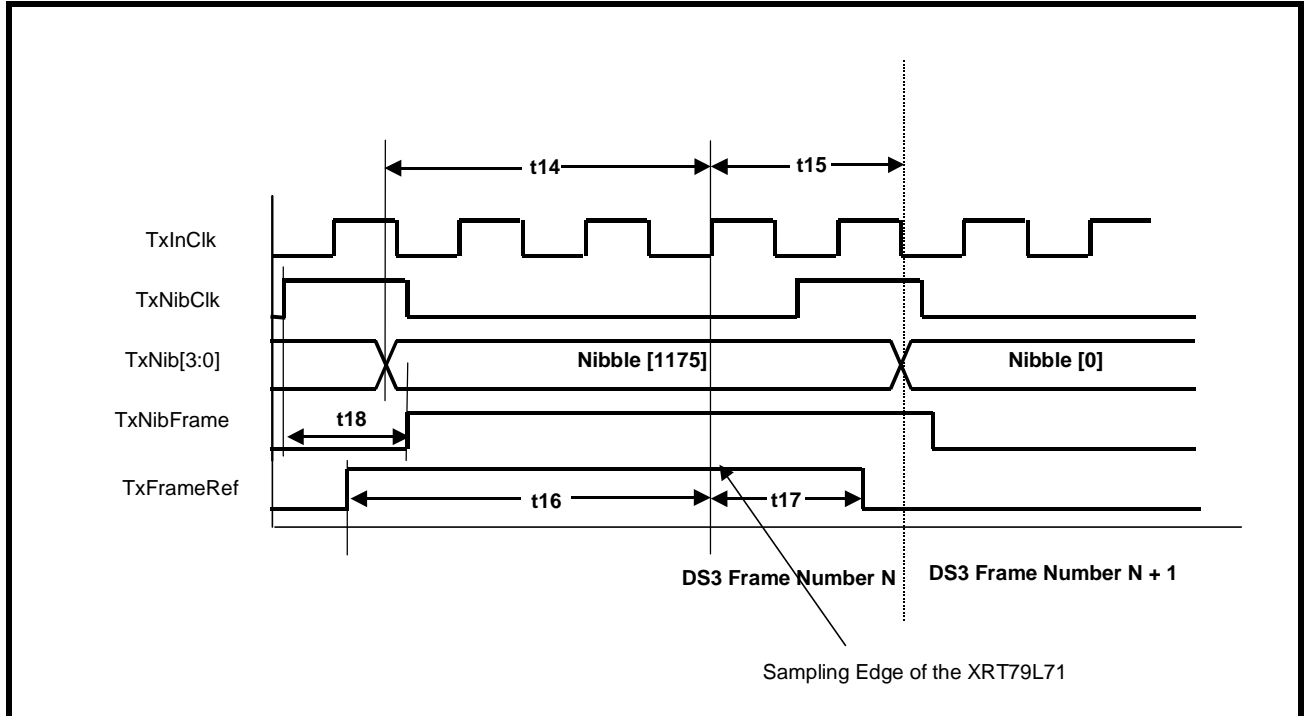 t14
t15
TxInClk
TxNibClk
TxNib[3:0]
Nibble [1175]
Nibble [0]
TxNibFrame
t18
TxFrameRef
t16
t17
DS3 Frame Number N
DS3 Frame Number N + 1
Sampling Edge of the XRT79L71